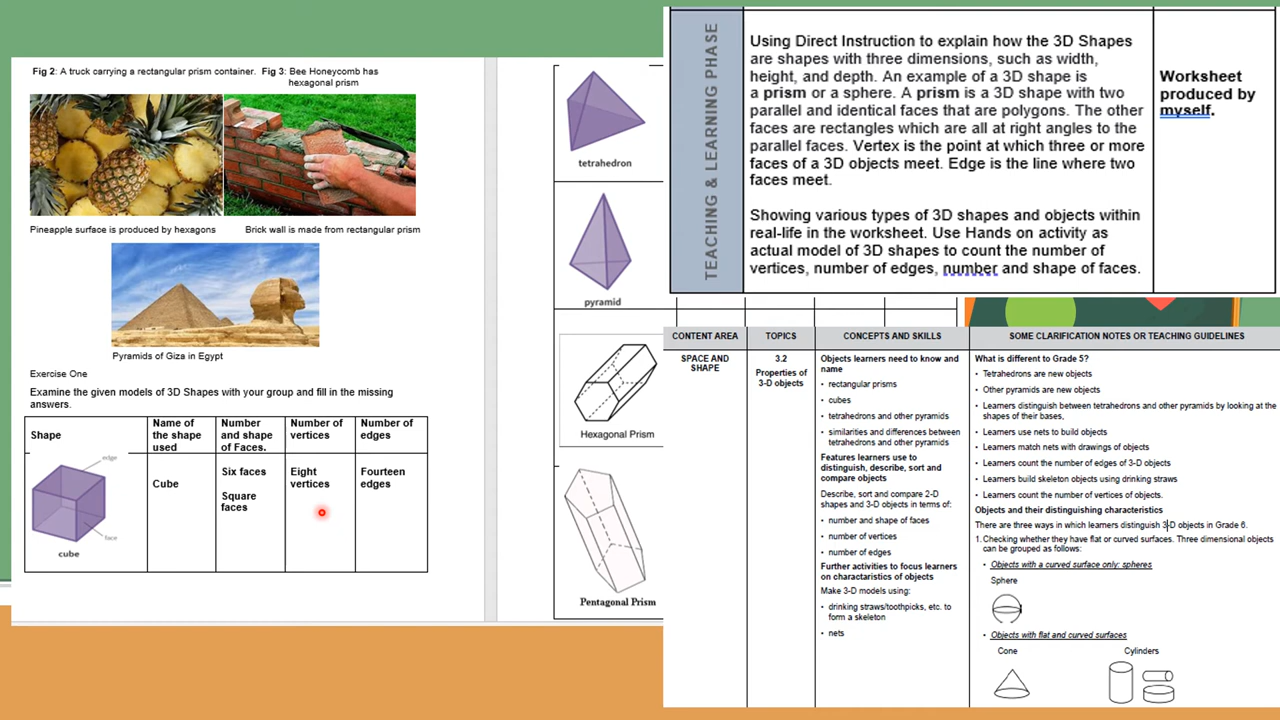 Fig 2: A truck carrying a rectangular prism container. Fig 3: Bee Honeycomb has
hexagonal prism
Pineapple surface is produced by hexagons
Brick wall is made from rectangular prism
Pyramids of Giza in Egypt
Exercise One
Examine the given models of 3D Shapes with your group and fill in the missing
answers.
Shape
Name of
the shape
used
Number
and shape
of Faces.
Number of
vertices
Number of
edges
edge
face
cube
Cube
Six faces
Square
faces
Eight
vertices
Fourteen
edges
tetrahedron
pyramid
Hexagonal Prism
Pentagonal Prism
TEACHING & LEARNING PHASE
Using Direct Instruction to explain how the 3D Shapes
are shapes with three dimensions, such as width,
height, and depth. An example of a 3D shape is
a prism or a sphere. A prism is a 3D shape with two
parallel and identical faces that are polygons. The other
faces are rectangles which are all at right angles to the
parallel faces. Vertex is the point at which three or more
faces of a 3D objects meet. Edge is the line where two
faces meet.
Showing various types of 3D shapes and objects within
real-life in the worksheet. Use Hands on activity as
actual model of 3D shapes to count the number of
vertices, number of edges, number and shape of faces.
Worksheet
produced by
myself.
CONTENT AREA
TOPICS
CONCEPTS AND SKILLS
SOME CLARIFICATION NOTES OR TEACHING GUIDELINES
SPACE AND
SHAPE
3.2
Properties of
3-D objects
Objects learners need to know and
name
• rectangular prisms
• cubes
• tetrahedrons and other pyramids
• similarities and differences between
tetrahedrons and other pyramids
Features learners use to
distinguish, describe, sort and
compare objects
Describe, sort and compare 2-D
shapes and 3-D objects in terms of:
• number and shape of faces
• number of vertices
• number of edges
Further activities to focus learners
on charactaristics of objects
Make 3-D models using:
• drinking straws/toothpicks, etc. to
form a skeleton
• nets
What is different to Grade 5?
• Tetrahedrons are new objects
• Other pyramids are new objects
• Learners distinguish between tetrahedrons and other pyramids by looking at the
shapes of their bases,
• Learners use nets to build objects
• Learners match nets with drawings of objects
• Learners count the number of edges of 3-D objects
• Learners build skeleton objects using drinking straws
• Learners count the number of vertices of objects.
Objects and their distinguishing characteristics
There are three ways in which learners distinguish 3-D objects in Grade 6.
1. Checking whether they have flat or curved surfaces. Three dimensional objects
can be grouped as follows:
• Objects with a curved surface only: spheres
Sphere
• Objects with flat and curved surfaces
Cone
Cylinders